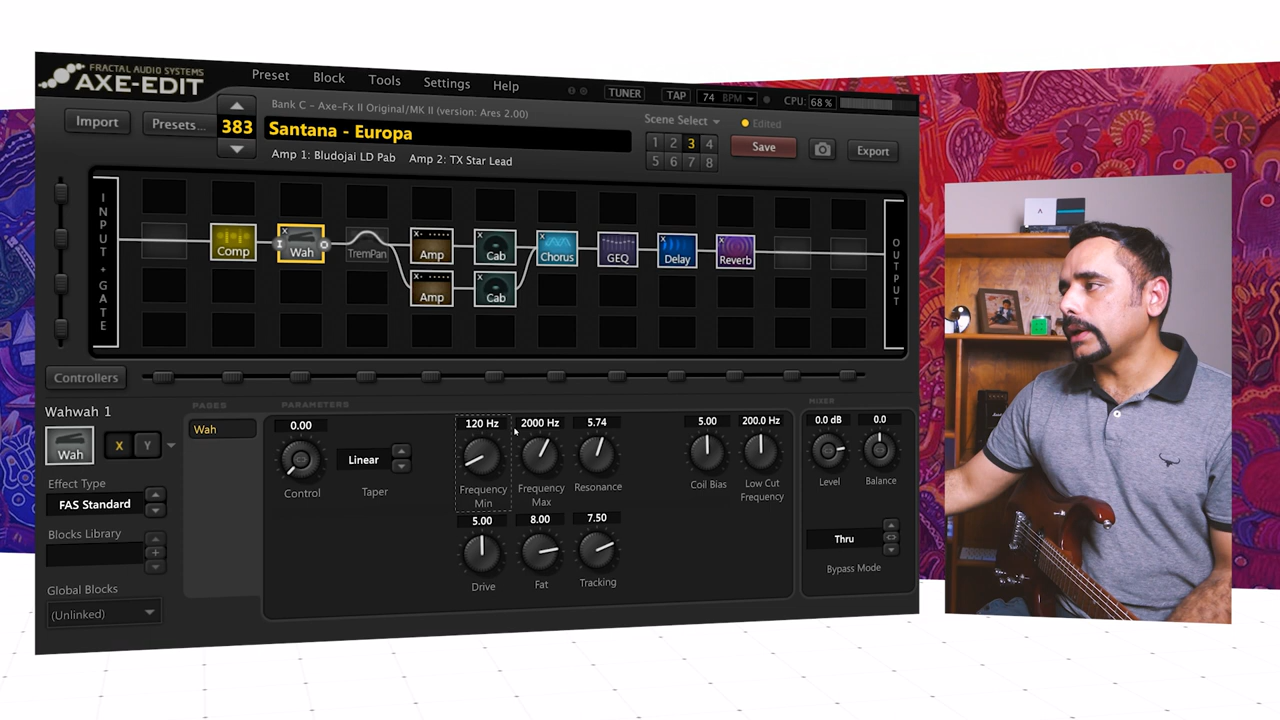 FRACTAL AUDIO SYSTEMS
AXE-EDIT
Preset Block Tools Settings Help
TUNER TAP 74 BPM CPU: 68 %
Import Presets... 383
Bank C - Axe-Fx II Original/MK II (version: Ares 2.00)
Santana - Europa
Amp 1: Bludojai LD Pab Amp 2: TX Star Lead
Scene Select Edited
1 2 3 4
5 6 7 8
Save Export
INPUT + GATE
Comp
X Wah
TremPan
X Amp
X Cab
X Chorus
X GEQ
X Delay
X Reverb
X Amp
X Cab
OUTPUT
Controllers
Wahwah 1
Wah
X Y
Effect Type
FAS Standard
Blocks Library
+
Global Blocks
(Unlinked)
PAGES
Wah
PARAMETERS
0.00
Control
Linear
Taper
120 Hz
Frequency
Min
2000 Hz
Frequency
Max
5.74
Resonance
5.00
Coil Bias
200.0 Hz
Low Cut
Frequency
5.00
Drive
8.00
Fat
7.50
Tracking
MIXER
0.0 dB
Level
0.0
Balance
Thru
Bypass Mode